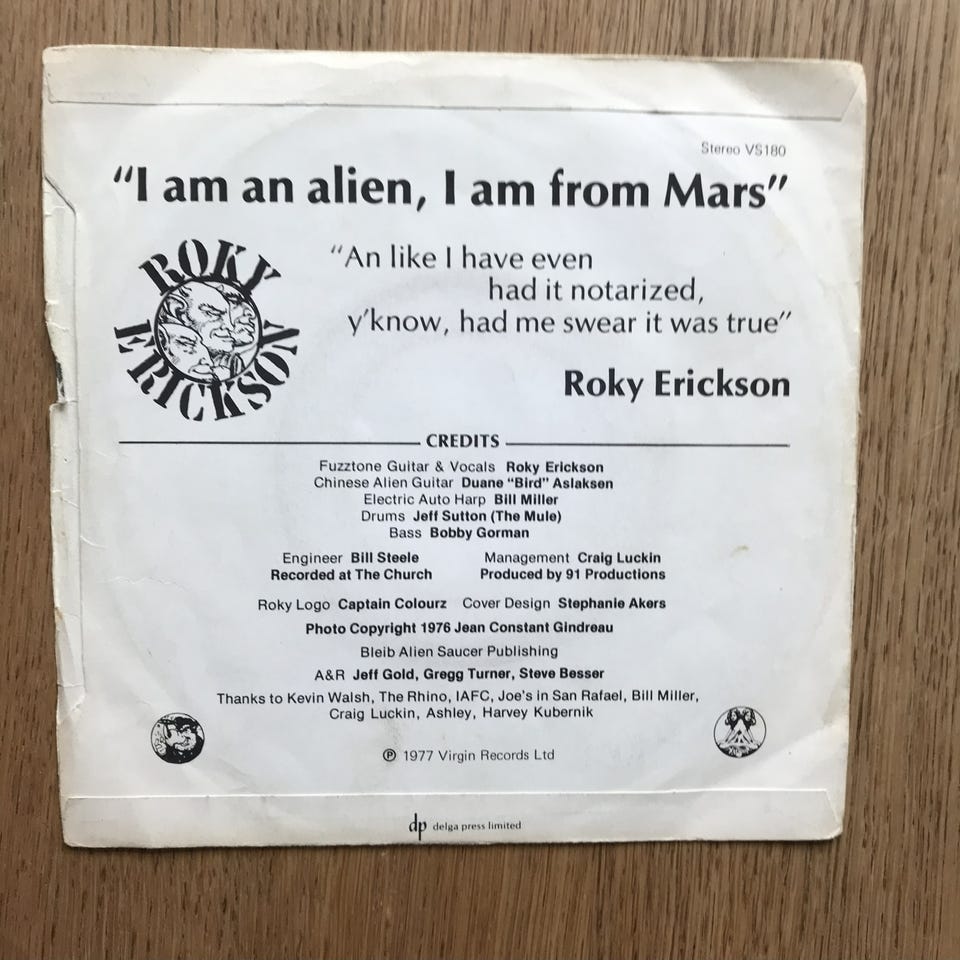 Stereo VS180
“I am an alien, I am from Mars”
ROKY
ERICKSON
“An like I have even
had it notarized,
y’know, had me swear it was true”
Roky Erickson
CREDITS
Fuzztone Guitar & Vocals Roky Erickson
Chinese Alien Guitar Duane “Bird” Aslaksen
Electric Auto Harp Bill Miller
Drums Jeff Sutton (The Mule)
Bass Bobby Gorman
Engineer Bill Steele Management Craig Luckin
Recorded at The Church Produced by 91 Productions
Roky Logo Captain Colourz Cover Design Stephanie Akers
Photo Copyright 1976 Jean Constant Gindreau
Bleib Alien Saucer Publishing
A&R Jeff Gold, Gregg Turner, Steve Besser
Thanks to Kevin Walsh, The Rhino, IAFC, Joe’s in San Rafael, Bill Miller,
Craig Luckin, Ashley, Harvey Kubernik
℗ 1977 Virgin Records Ltd
dp delga press limited